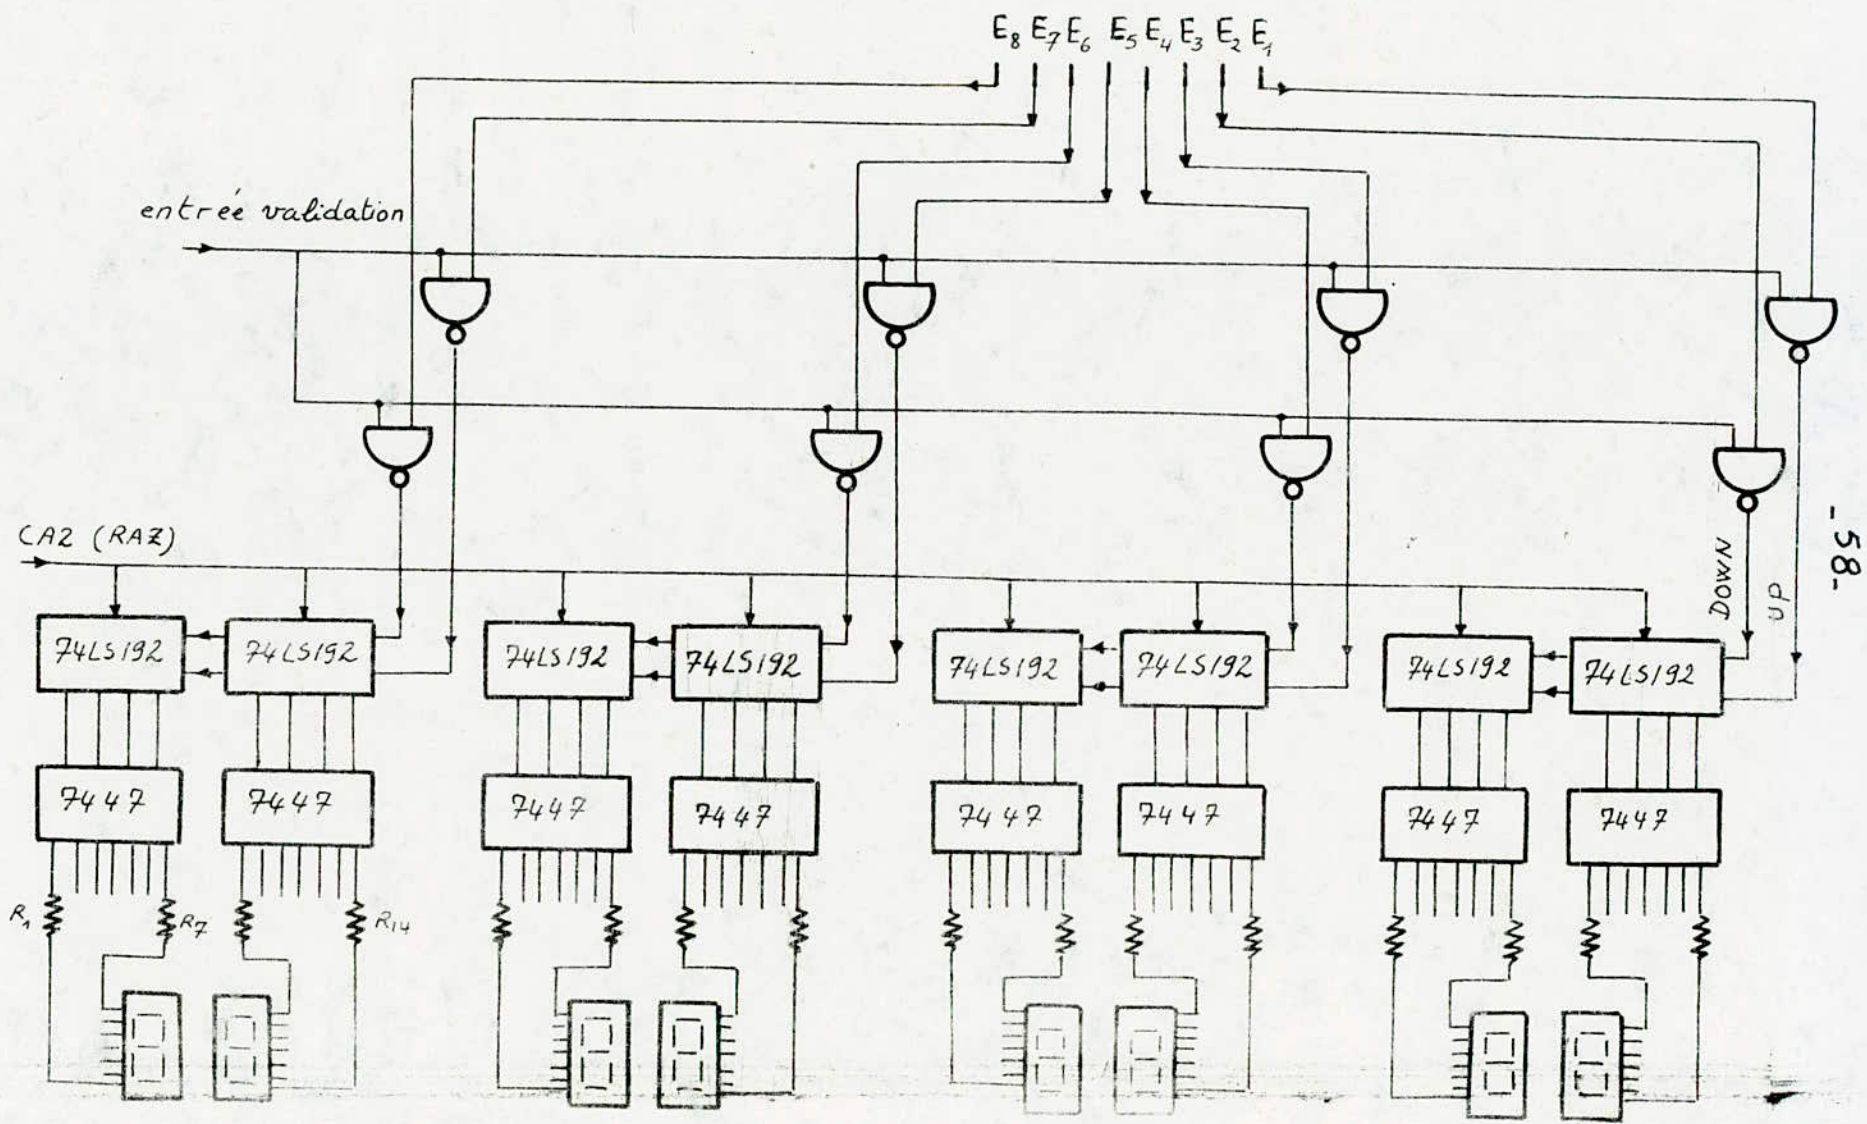 E8 E7 E6 E5 E4 E3 E2 E1
entrée validation
CA2 (RAZ)
DOWN
up
-58-
74LS192 74LS192 74LS192 74LS192 74LS192 74LS192 74LS192 74LS192
7447 7447 7447 7447 7447 7447 7447 7447
R1 R7 R14